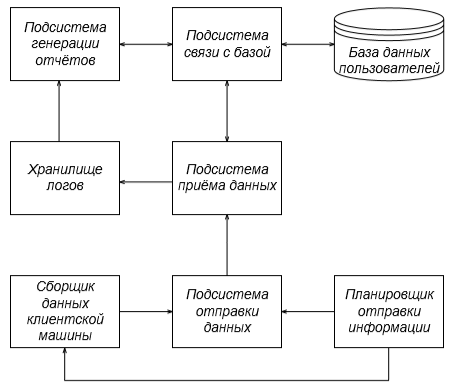 Подсистема
генерации
отчётов
Подсистема
связи с базой
База данных
пользователей
Хранилище
логов
Подсистема
приёма данных
Сборщик
данных
клиентской
машины
Подсистема
отправки
данных
Планировщик
отправки
информации